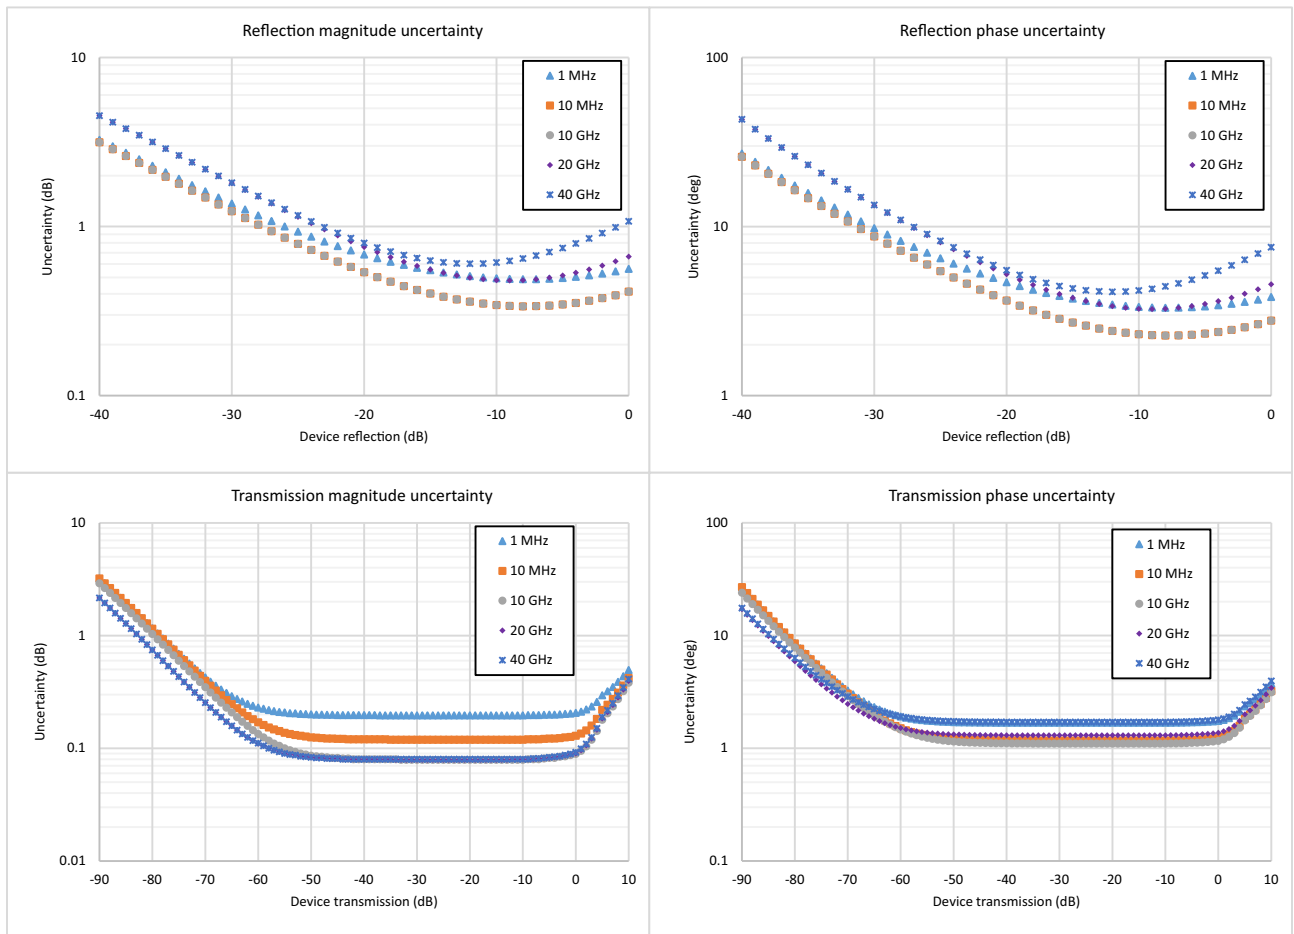 Reflection magnitude uncertainty
10
1
0.1
Uncertainty (dB)
-40
-30
-20
-10
0
Device reflection (dB)
1 MHz
10 MHz
10 GHz
20 GHz
40 GHz
Reflection phase uncertainty
100
10
1
Uncertainty (deg)
-40
-30
-20
-10
0
Device reflection (dB)
1 MHz
10 MHz
10 GHz
20 GHz
40 GHz
Transmission magnitude uncertainty
10
1
0.1
0.01
Uncertainty (dB)
-90
-80
-70
-60
-50
-40
-30
-20
-10
0
10
Device transmission (dB)
1 MHz
10 MHz
10 GHz
20 GHz
40 GHz
Transmission phase uncertainty
100
10
1
0.1
Uncertainty (deg)
-90
-80
-70
-60
-50
-40
-30
-20
-10
0
10
Device transmission (dB)
1 MHz
10 MHz
10 GHz
20 GHz
40 GHz